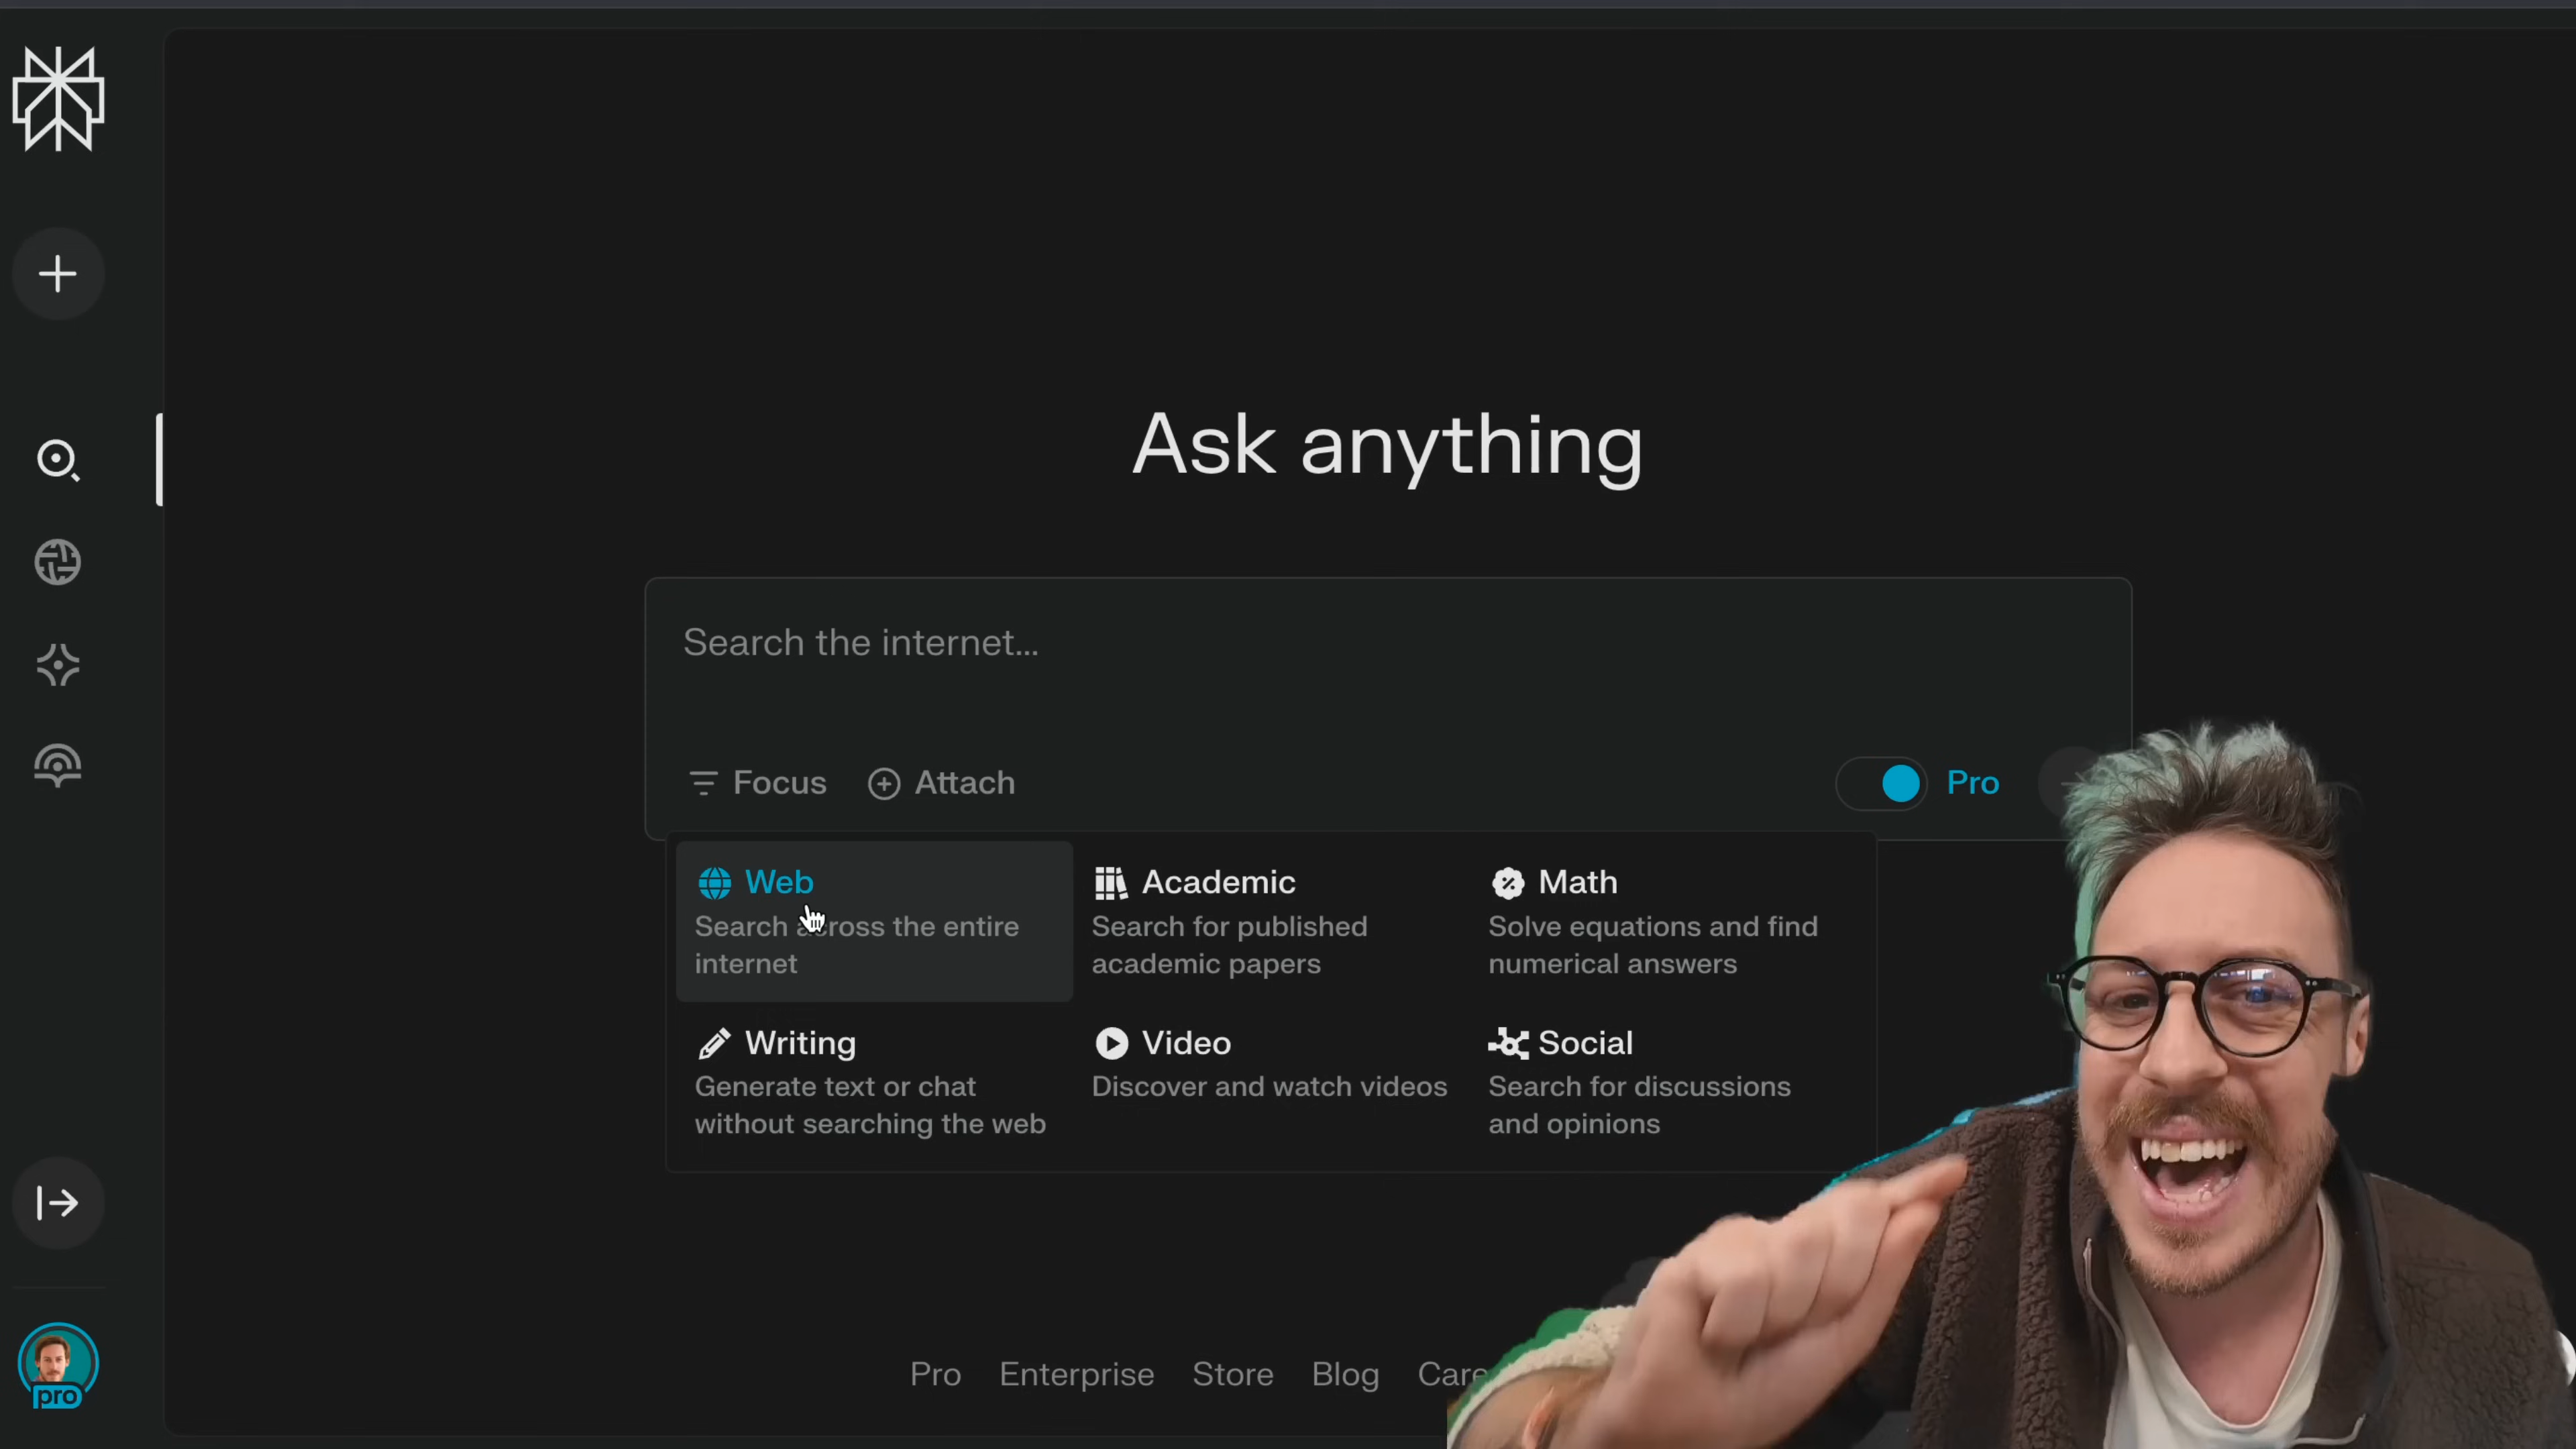 Ask anything
Search the internet...
Focus
Attach
Pro
Web
Search across the entire
internet
Academic
Search for published
academic papers
Math
Solve equations and find
numerical answers
Writing
Generate text or chat
without searching the web
Video
Discover and watch videos
Social
Search for discussions
and opinions
pro
Pro
Enterprise
Store
Blog